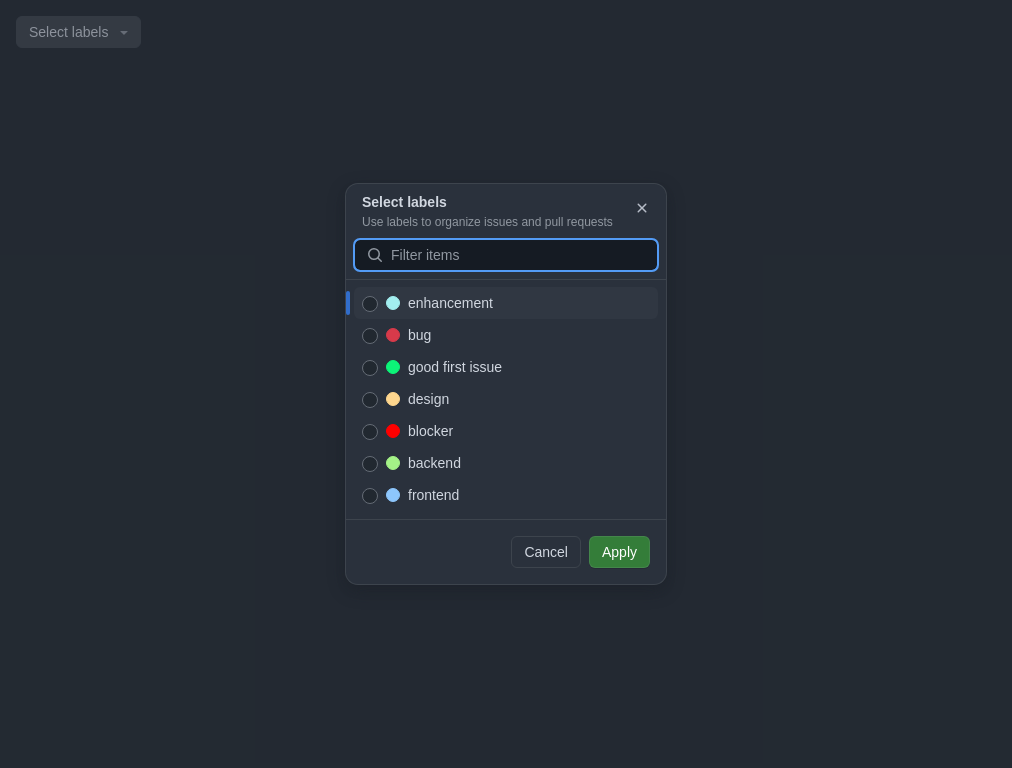 Select labels
Select labels
Use labels to organize issues and pull requests
Filter items
enhancement
bug
good first issue
design
blocker
backend
frontend
Cancel
Apply